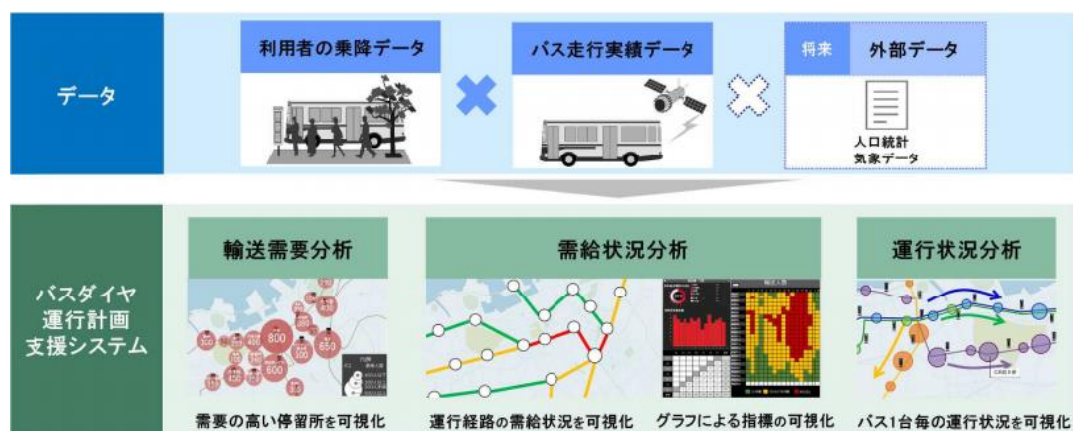 データ
利用者の乗降データ
バス走行実績データ
将来
外部データ
人口統計
気象データ
バスダイヤ
運行計画
支援システム
輸送需要分析
需給状況分析
運行状況分析
800
650
600
450
輸送人数
需要の高い停留所を可視化
運行経路の需給状況を可視化
グラフによる指標の可視化
バス1台毎の運行状況を可視化